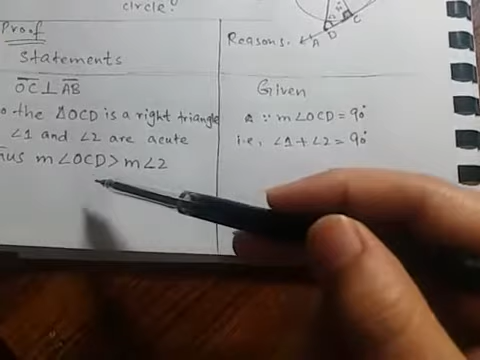 circle?
Proof
Statements
Reasons.
A D C
OC ⊥ AB
Given
the ΔOCD is a right triangle
∵ m∠OCD = 90°
∠1 and ∠2 are acute
i.e, ∠1 + ∠2 = 90°
m∠OCD > m∠2